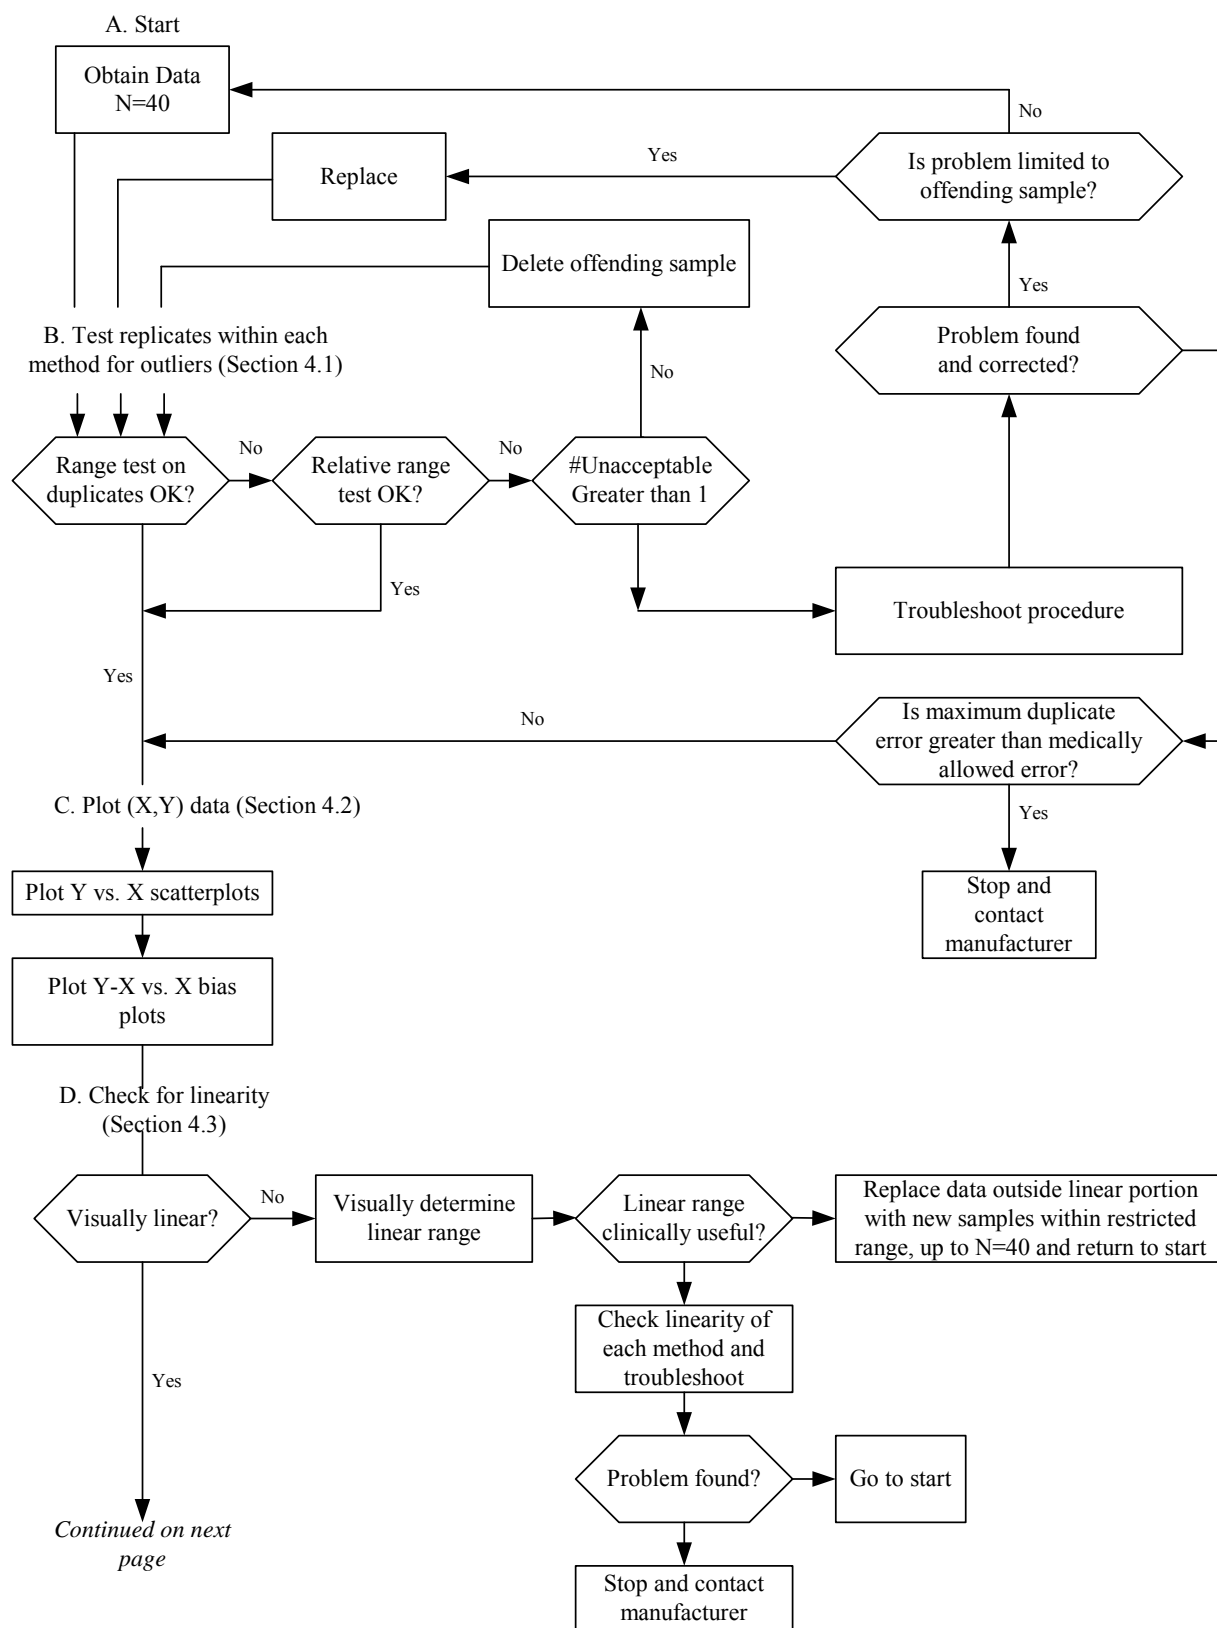 A. Start
Obtain Data
N=40
No
Is problem limited to
offending sample?
Yes
Replace
Delete offending sample
Yes
B. Test replicates within each
method for outliers (Section 4.1)
Problem found
and corrected?
No
No
No
Range test on
duplicates OK?
Relative range
test OK?
#Unacceptable
Greater than 1
Yes
Troubleshoot procedure
Yes
No
Is maximum duplicate
error greater than medically
allowed error?
C. Plot (X,Y) data (Section 4.2)
Yes
Plot Y vs. X scatterplots
Stop and
contact
manufacturer
Plot Y-X vs. X bias
plots
D. Check for linearity
(Section 4.3)
Visually linear?
No
Visually determine
linear range
Linear range
clinically useful?
Replace data outside linear portion
with new samples within restricted
range, up to N=40 and return to start
Check linearity of
each method and
troubleshoot
Yes
Problem found?
Go to start
Continued on next
page
Stop and contact
manufacturer